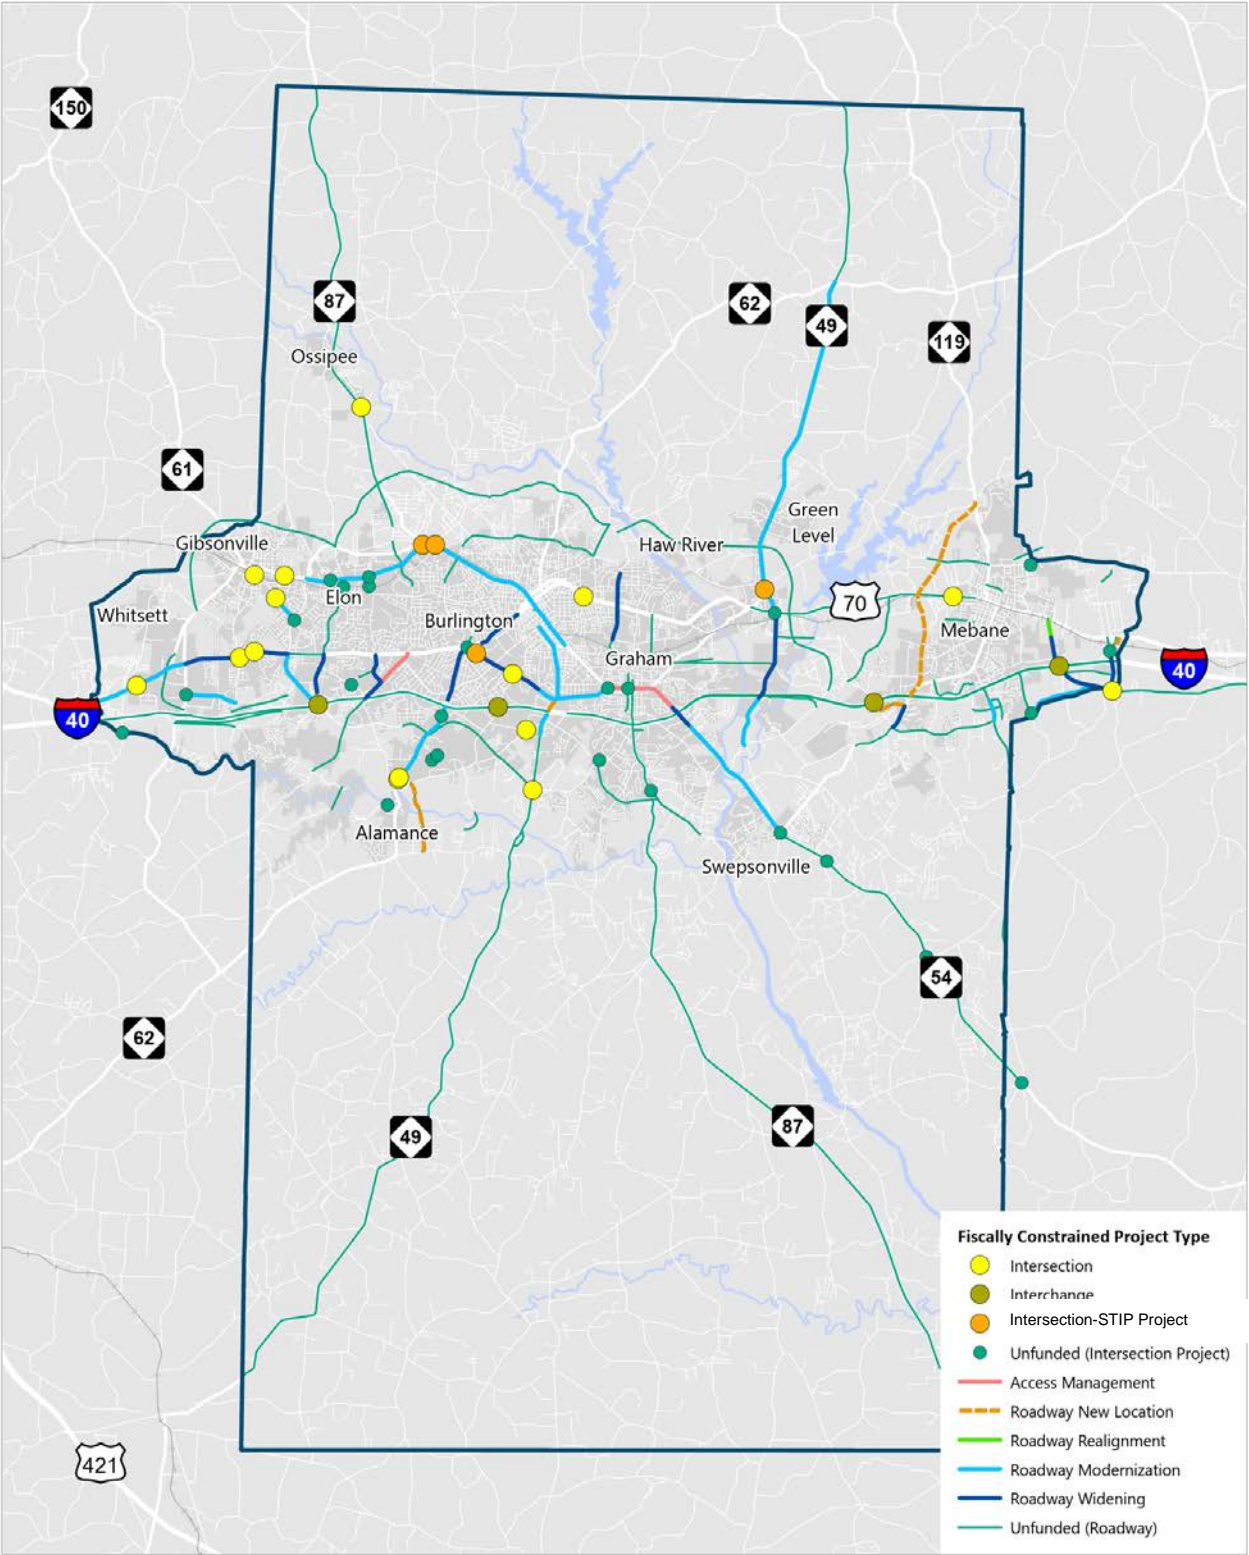 150
87
62
49
119
Ossipee
61
Green
Level
Gibsonville
Haw River
Elon
Whitsett
70
Burlington
Mebane
Graham
40
40
Alamance
Swepsonville
54
62
49
87
421
Fiscally Constrained Project Type
Intersection
Interchange
Intersection-STIP Project
Unfunded (Intersection Project)
Access Management
Roadway New Location
Roadway Realignment
Roadway Modernization
Roadway Widening
Unfunded (Roadway)